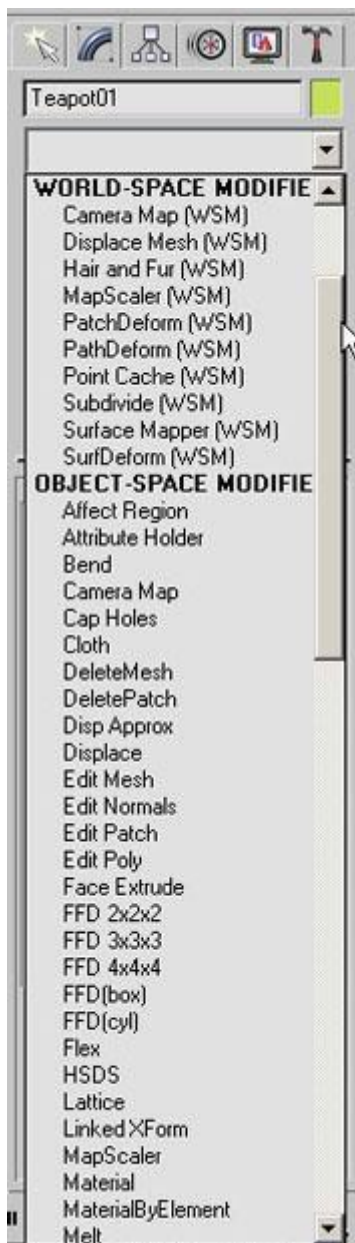 Teapot01
WORLD-SPACE MODIFIE
Camera Map (WSM)
Displace Mesh (WSM)
Hair and Fur (WSM)
MapScaler (WSM)
PatchDeform (WSM)
PathDeform (WSM)
Point Cache (WSM)
Subdivide (WSM)
Surface Mapper (WSM)
SurfDeform (WSM)
OBJECT-SPACE MODIFIE
Affect Region
Attribute Holder
Bend
Camera Map
Cap Holes
Cloth
DeleteMesh
DeletePatch
Disp Approx
Displace
Edit Mesh
Edit Normals
Edit Patch
Edit Poly
Face Extrude
FFD 2x2x2
FFD 3x3x3
FFD 4x4x4
FFD(box)
FFD(cyl)
Flex
HSDS
Lattice
Linked XForm
MapScaler
Material
MaterialByElement
Melt